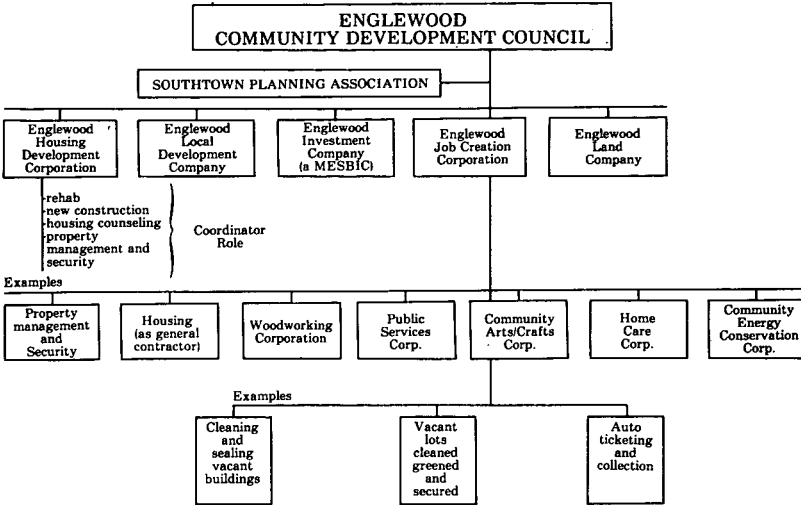 ENGLEWOOD
COMMUNITY DEVELOPMENT COUNCIL
SOUTHTOWN PLANNING ASSOCIATION
Englewood
Housing
Development
Corporation
Englewood
Local
Development
Company
Englewood
Investment
Company
(a MESBIC)
Englewood
Job Creation
Corporation
Englewood
Land
Company
-rehab
-new construction
-housing counseling
-property
management and
security
Coordinator
Role
Examples
Property
management
and
Security
Housing
(as general
contractor)
Woodworking
Corporation
Public
Services
Corp.
Community
Arts/Crafts
Corp.
Home
Care
Corp.
Community
Energy
Conservation
Corp.
Examples
Cleaning
and
sealing
vacant
buildings
Vacant
lots
cleaned
greened
and
secured
Auto
ticketing
and
collection